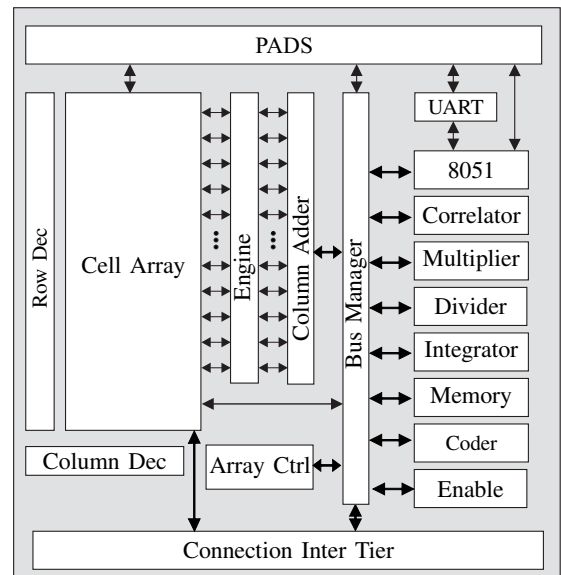 PADS
UART
8051
Row Dec
Cell Array
...
Engine
...
Column Adder
Bus Manager
Correlator
Multiplier
Divider
Integrator
Memory
Coder
Enable
Column Dec
Array Ctrl
Connection Inter Tier